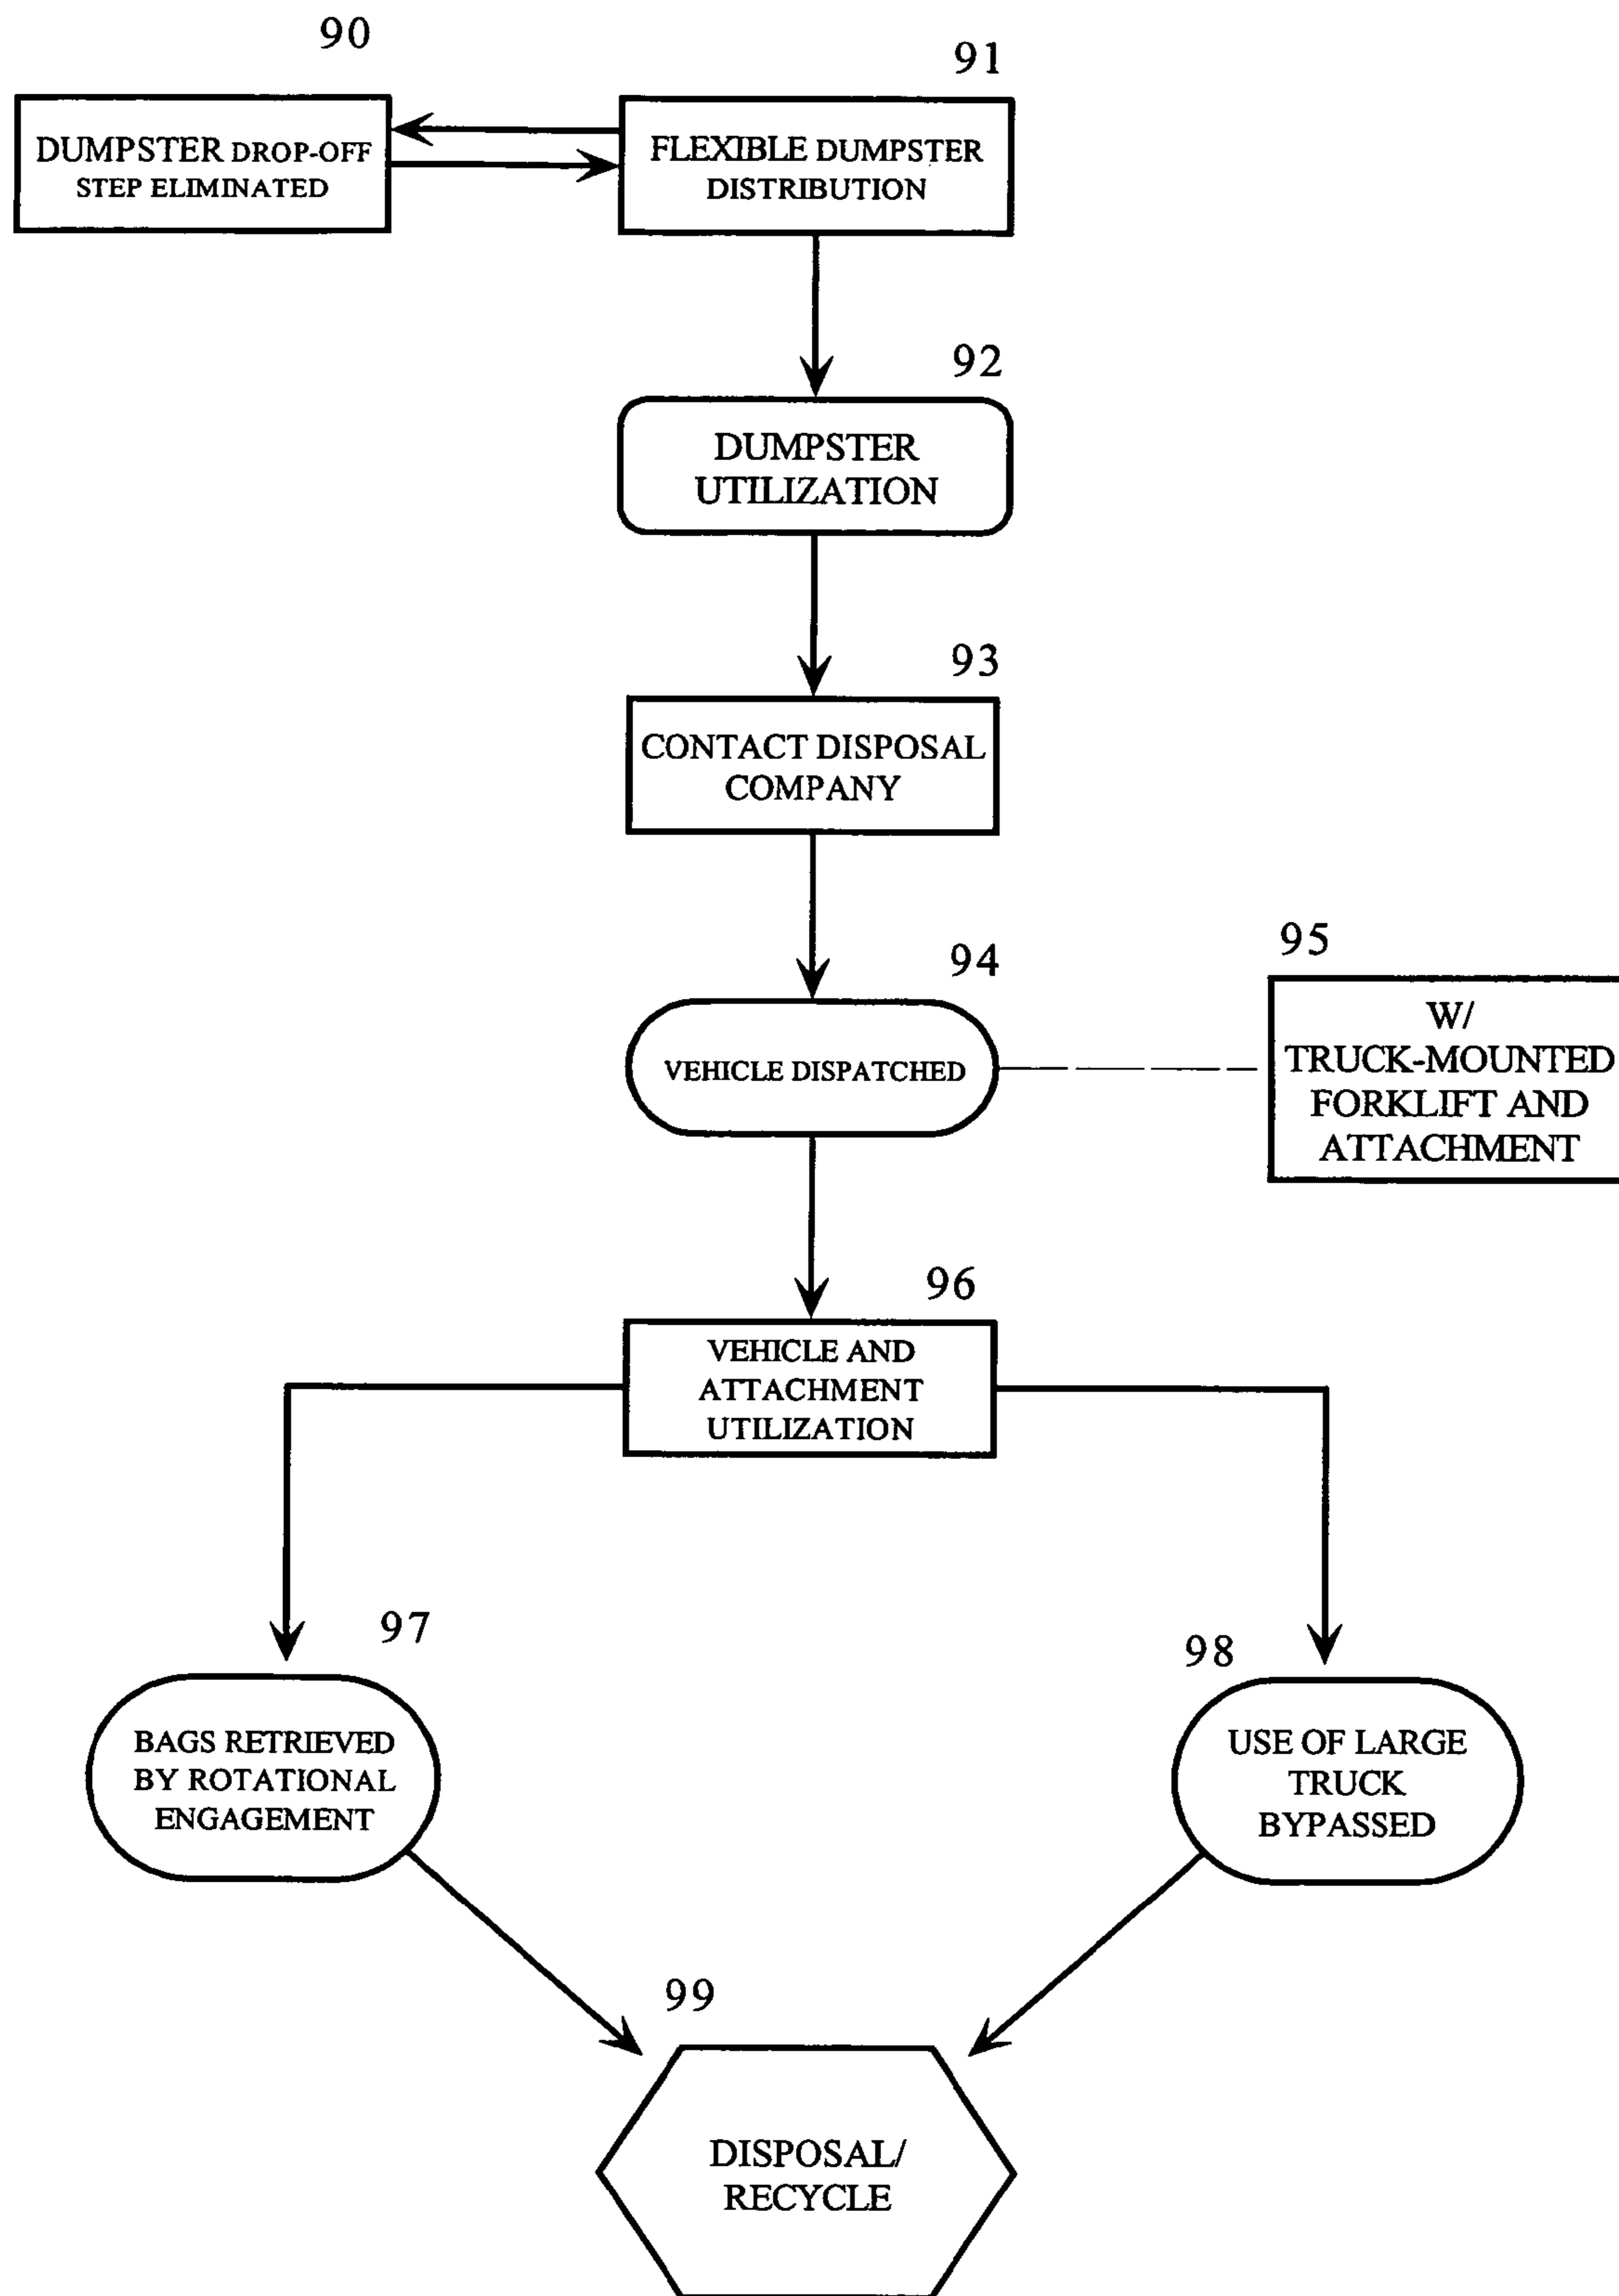 90
DUMPSTER DROP-OFF
STEP ELIMINATED
91
FLEXIBLE DUMPSTER
DISTRIBUTION
92
DUMPSTER
UTILIZATION
93
CONTACT DISPOSAL
COMPANY
94
VEHICLE DISPATCHED
95
W/
TRUCK-MOUNTED
FORKLIFT AND
ATTACHMENT
96
VEHICLE AND
ATTACHMENT
UTILIZATION
97
BAGS RETRIEVED
BY ROTATIONAL
ENGAGEMENT
98
USE OF LARGE
TRUCK
BYPASSED
99
DISPOSAL/
RECYCLE